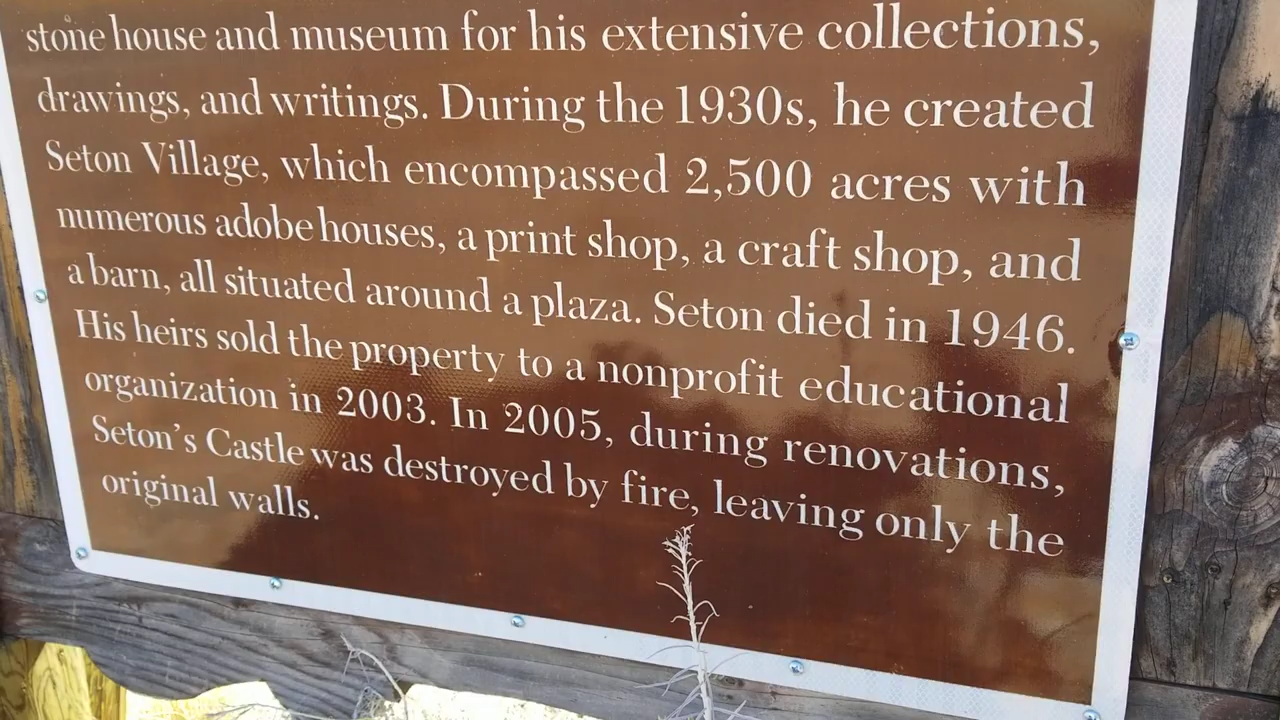 stone house and museum for his extensive collections,
drawings, and writings. During the 1930s, he created
Seton Village, which encompassed 2,500 acres with
numerous adobe houses, a print shop, a craft shop, and
a barn, all situated around a plaza. Seton died in 1946.
His heirs sold the property to a nonprofit educational
organization in 2003. In 2005, during renovations,
Seton’s Castle was destroyed by fire, leaving only the
original walls.